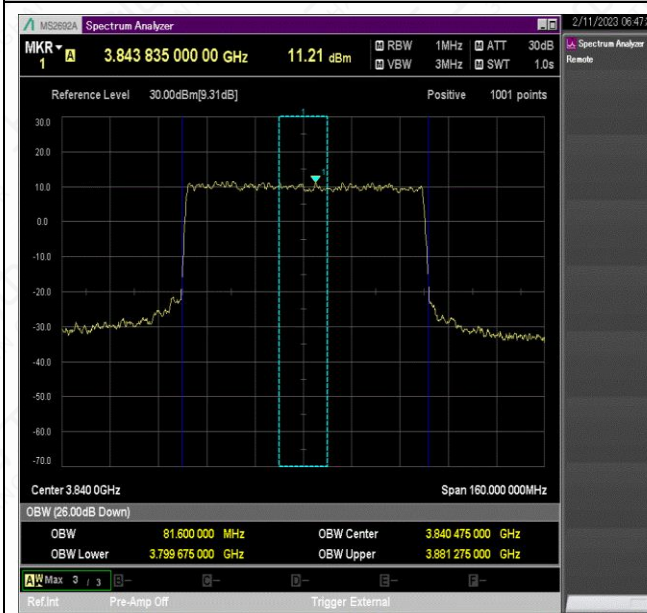 MS2692A Spectrum Analyzer
2/11/2023 06:47:
MKR 1 A 3.843 835 000 00 GHz 11.21 dBm M RBW 1MHz M ATT 30dB
M VBW 3MHz M SWT 1.0s
Spectrum Analyzer
Remote
Reference Level 30.00dBm[9.31dB] Positive 1001 points
1
30.0
20.0
10.0
0.0
-10.0
-20.0
-30.0
-40.0
-50.0
-60.0
-70.0
1
Center 3.840 0GHz Span 160.000 000MHz
OBW (26.00dB Down)
OBW 81.600 000 MHz OBW Center 3.840 475 000 GHz
OBW Lower 3.799 675 000 GHz OBW Upper 3.881 275 000 GHz
A W Max 3 / 3 B- C- D- E- F-
Ref.Int Pre-Amp Off Trigger External